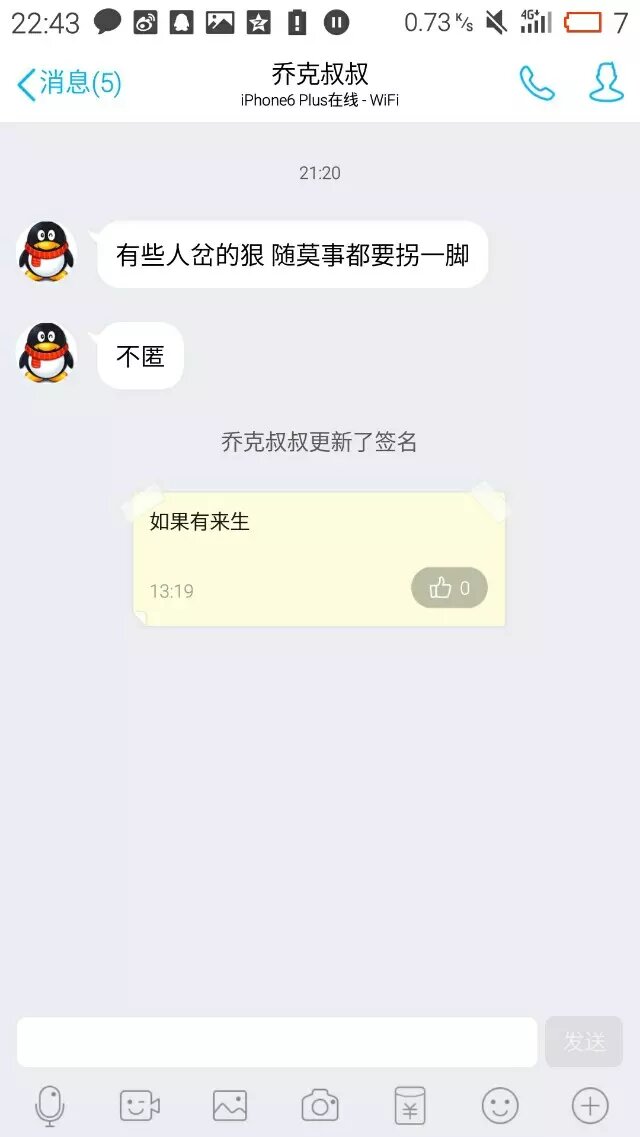 22:43
0.73 K/s
4G+
7
消息(5)
乔克叔叔
iPhone6 Plus在线 - WiFi
21:20
有些人岔的狠 随莫事都要拐一脚
不匿
乔克叔叔更新了签名
如果有来生
13:19
0
发送